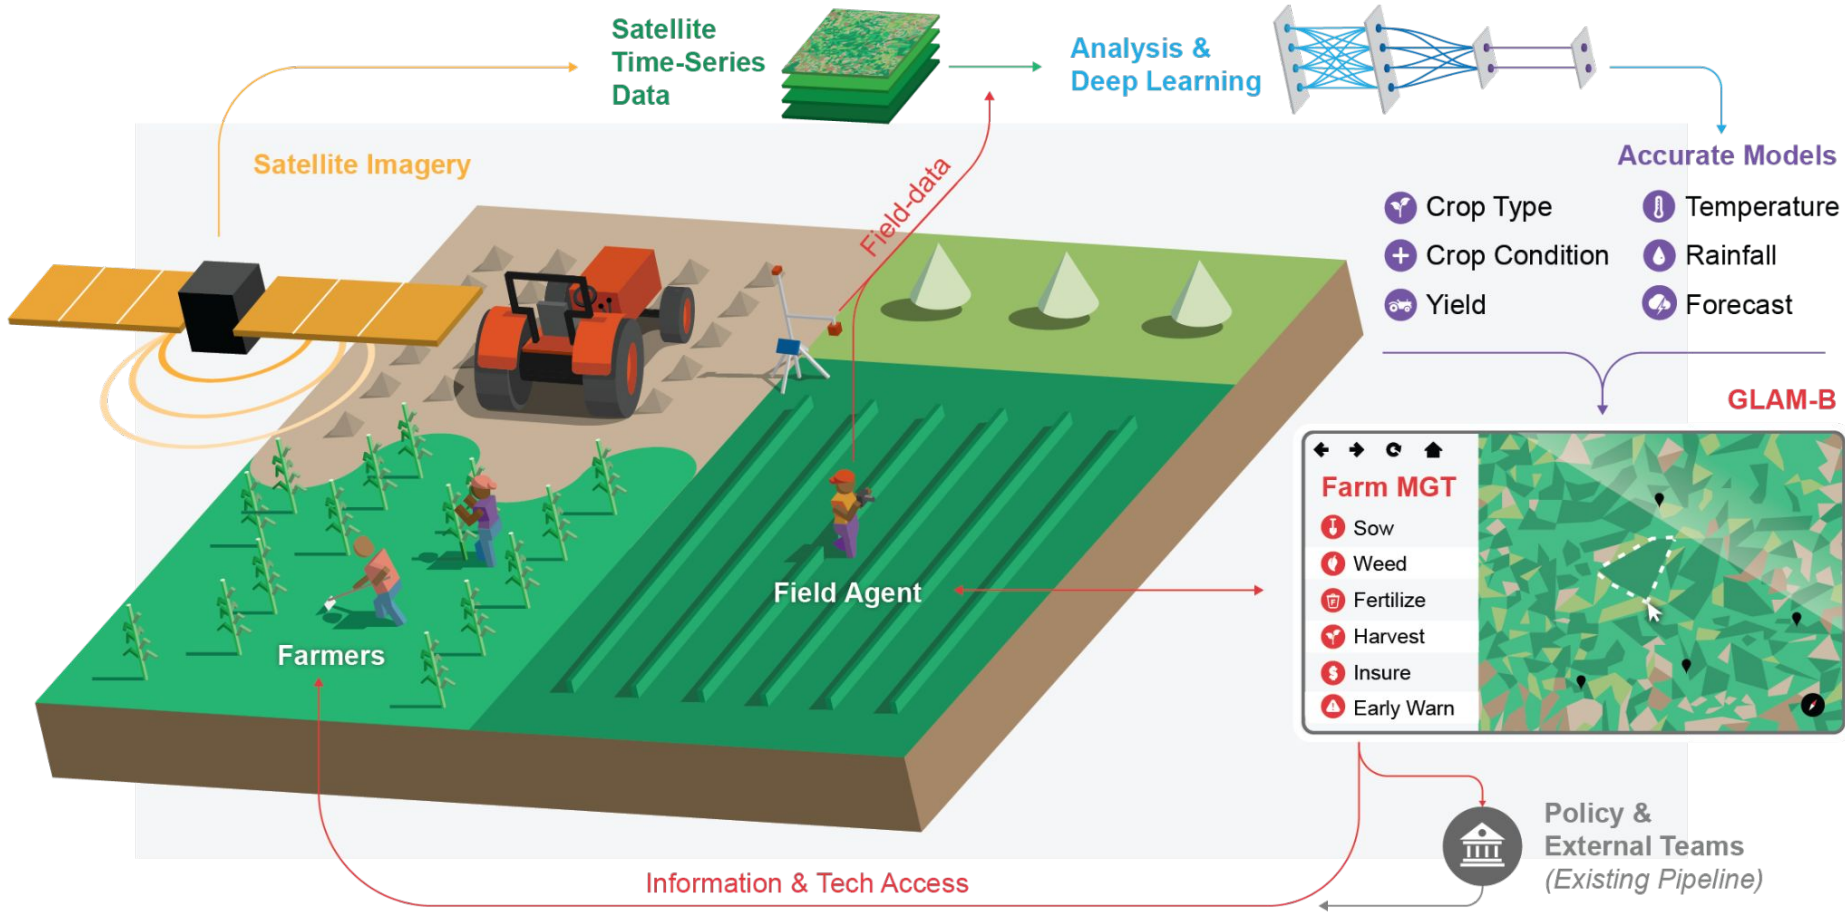 Satellite
Time-Series
Data
Analysis &
Deep Learning
Satellite Imagery
Field-data
Accurate Models
Crop Type
Temperature
Crop Condition
Rainfall
Yield
Forecast
GLAM-B
Farm MGT
Sow
Weed
Fertilize
Harvest
Insure
Early Warn
Field Agent
Farmers
Policy &
External Teams
(Existing Pipeline)
Information & Tech Access